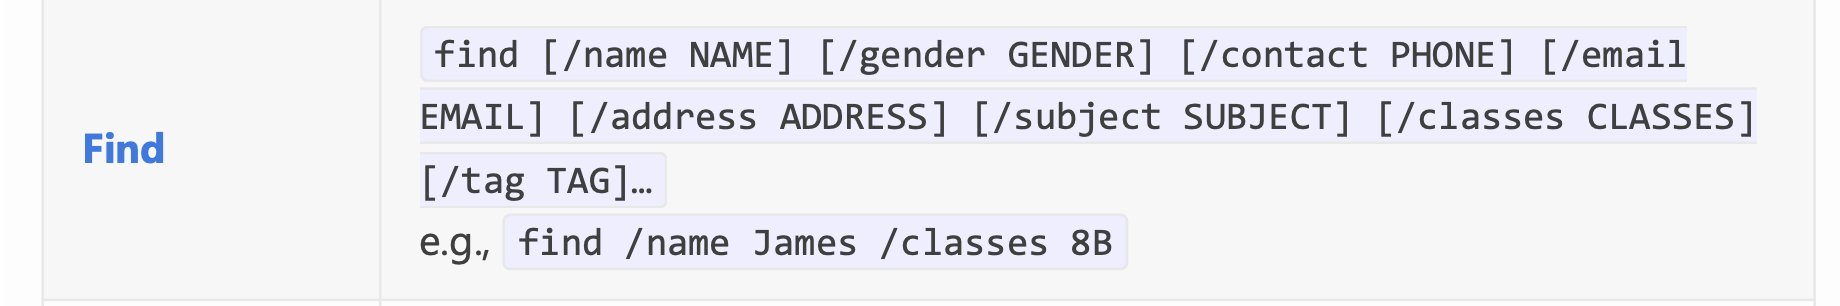 Find
find [/name NAME] [/gender GENDER] [/contact PHONE] [/email
EMAIL] [/address ADDRESS] [/subject SUBJECT] [/classes CLASSES]
[/tag TAG]…
e.g., find /name James /classes 8B